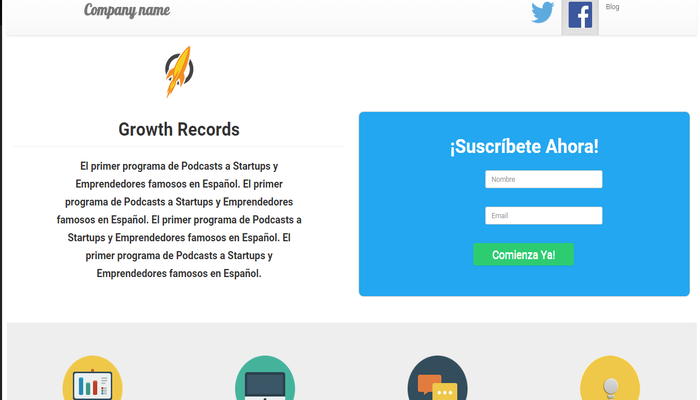 Company name
Blog
Growth Records
El primer programa de Podcasts a Startups y
Emprendedores famosos en Español. El primer
programa de Podcasts a Startups y Emprendedores
famosos en Español. El primer programa de Podcasts a
Startups y Emprendedores famosos en Español. El
primer programa de Podcasts a Startups y
Emprendedores famosos en Español.
¡Suscríbete Ahora!
Nombre
Email
Comienza Ya!